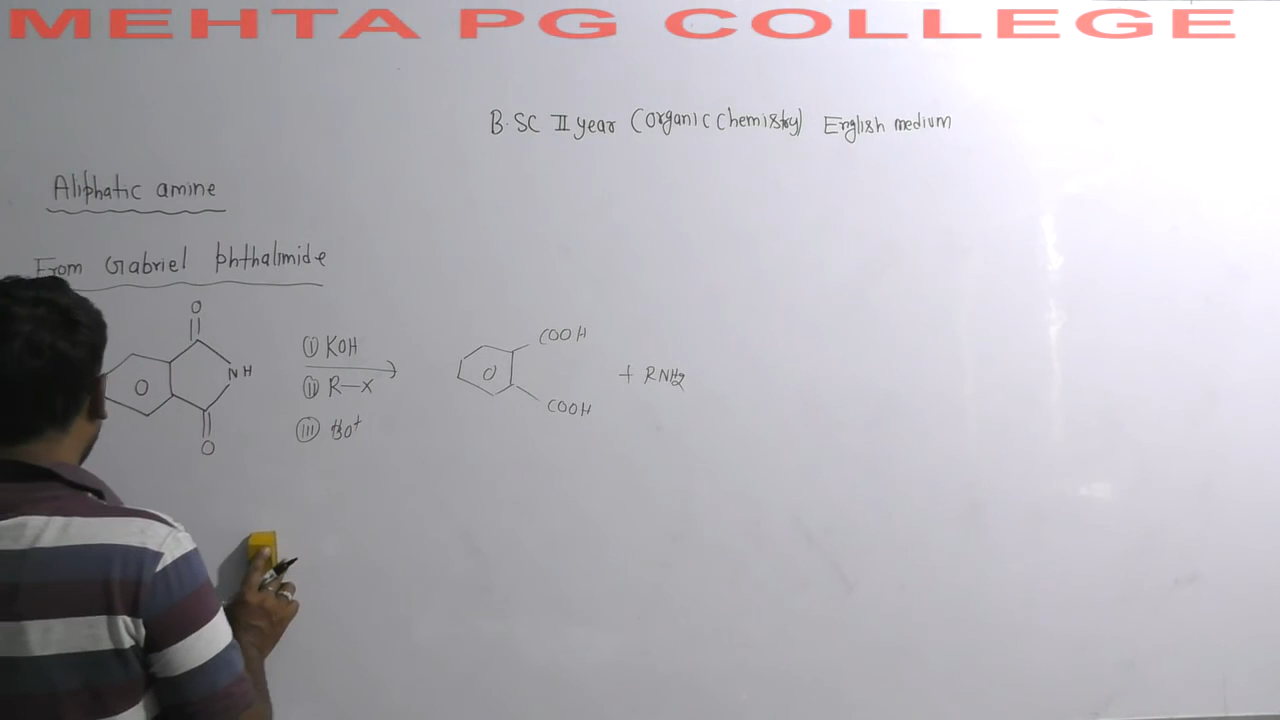 MEHTA PG COLLEGE
B.SC II year (organic chemistry) English medium
Aliphatic amine
From Gabriel phthalimide
O
(i) KOH
COOH
NH
O
(ii) R-X
O
+ RNH2
COOH
(iii) H3O+
O